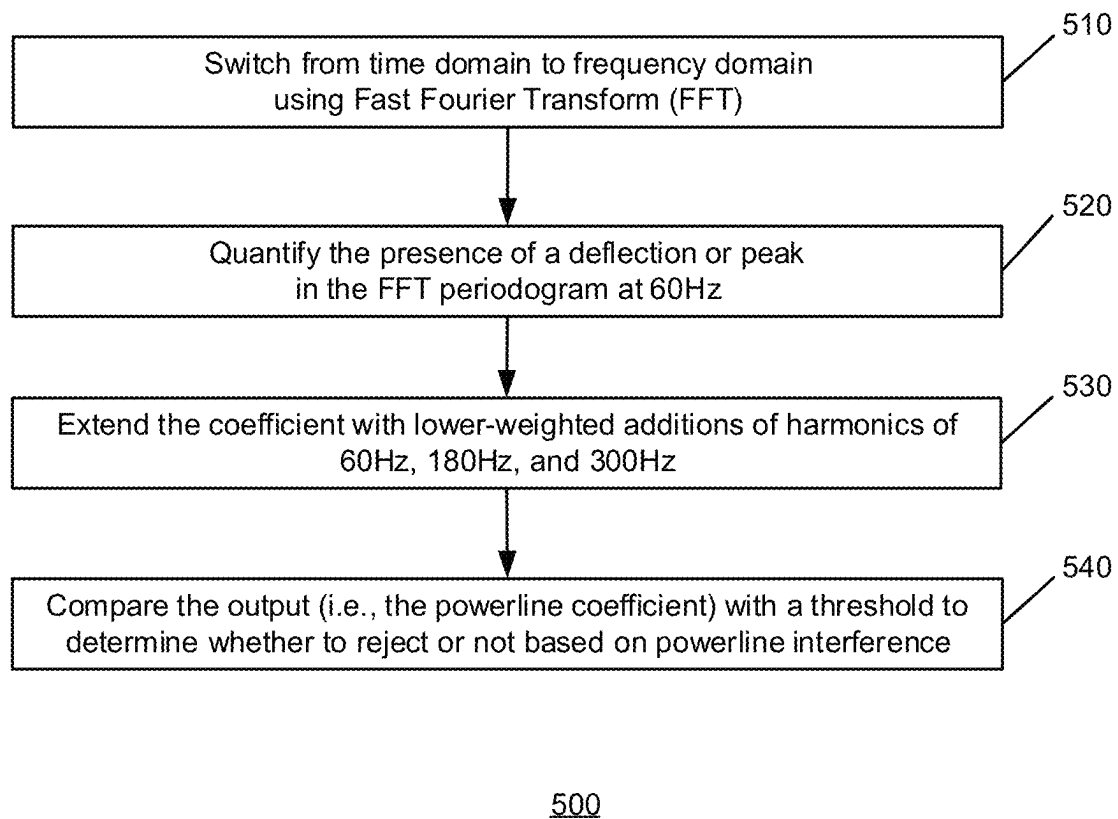 510
Switch from time domain to frequency domain
using Fast Fourier Transform (FFT)
520
Quantify the presence of a deflection or peak
in the FFT periodogram at 60Hz
530
Extend the coefficient with lower-weighted additions of harmonics of
60Hz, 180Hz, and 300Hz
540
Compare the output (i.e., the powerline coefficient) with a threshold to
determine whether to reject or not based on powerline interference
500